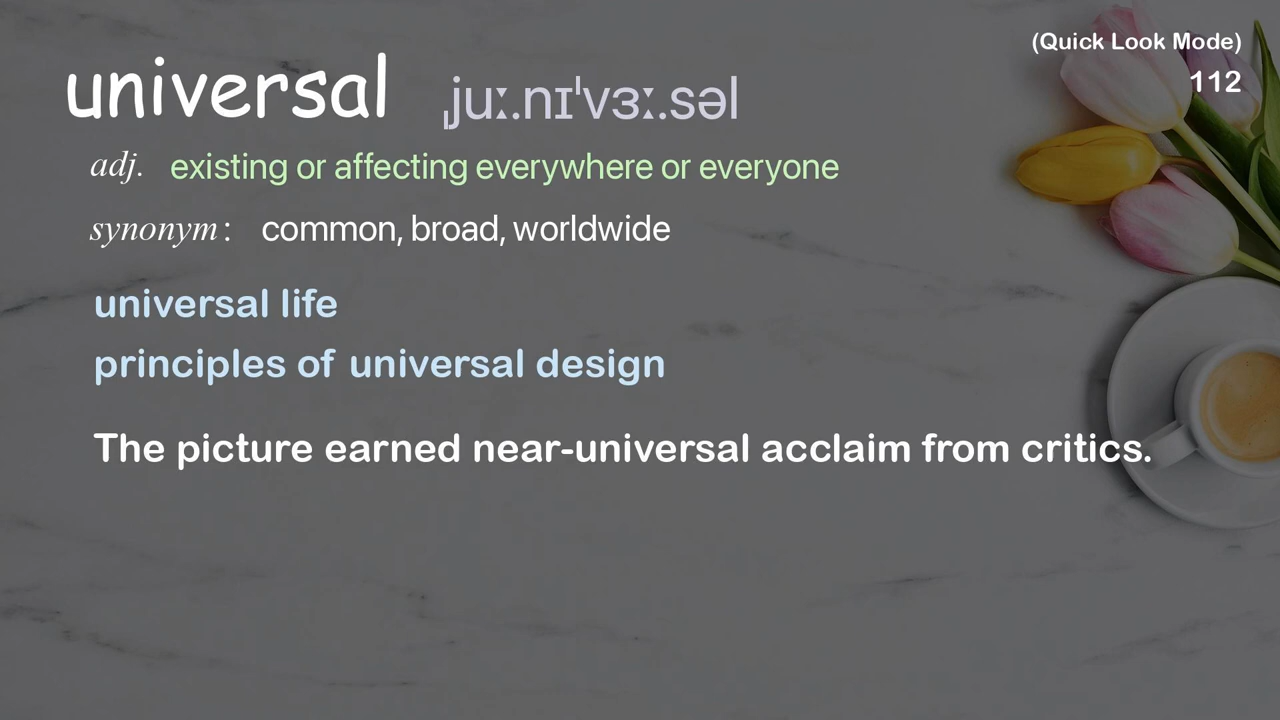 (Quick Look Mode)
112
universal ˌjuː.nɪˈvɜː.səl
adj. existing or affecting everywhere or everyone
synonym: common, broad, worldwide
universal life
principles of universal design
The picture earned near-universal acclaim from critics.